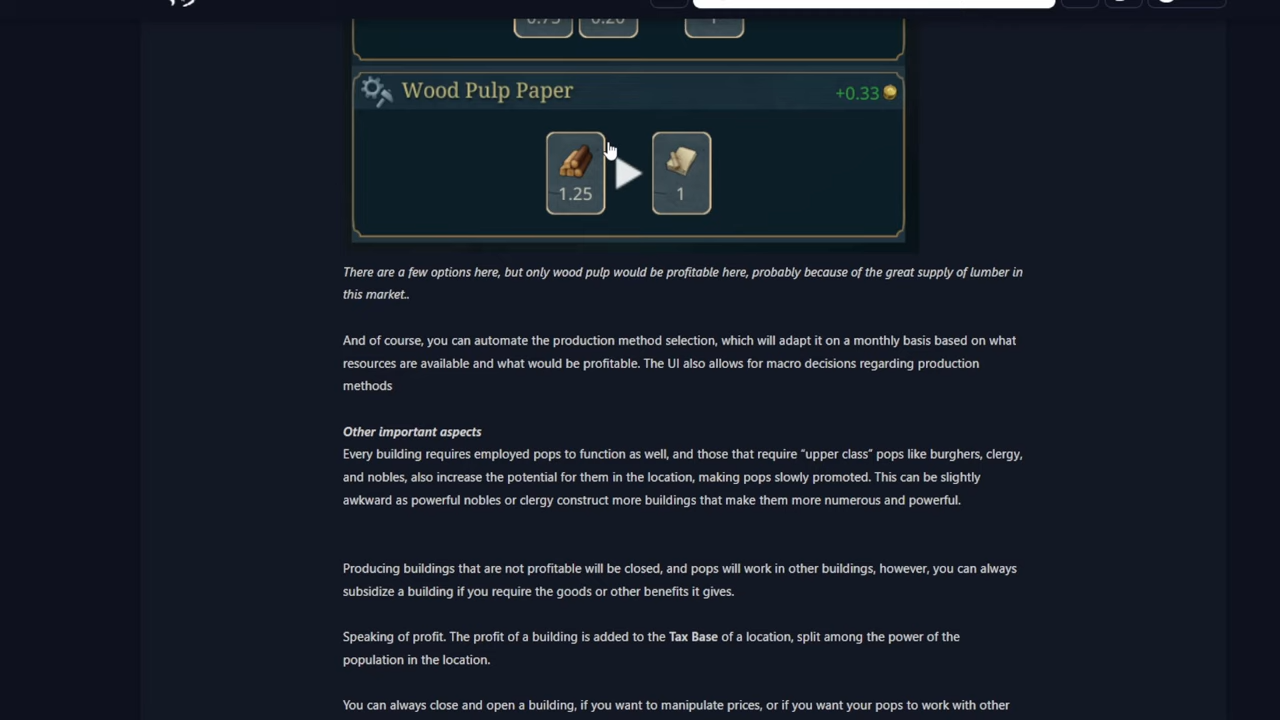 Wood Pulp Paper
+0.33
1.25
1
There are a few options here, but only wood pulp would be profitable here, probably because of the great supply of lumber in
this market..
And of course, you can automate the production method selection, which will adapt it on a monthly basis based on what
resources are available and what would be profitable. The UI also allows for macro decisions regarding production
methods
Other important aspects
Every building requires employed pops to function as well, and those that require “upper class” pops like burghers, clergy,
and nobles, also increase the potential for them in the location, making pops slowly promoted. This can be slightly
awkward as powerful nobles or clergy construct more buildings that make them more numerous and powerful.
Producing buildings that are not profitable will be closed, and pops will work in other buildings, however, you can always
subsidize a building if you require the goods or other benefits it gives.
Speaking of profit. The profit of a building is added to the Tax Base of a location, split among the power of the
population in the location.
You can always close and open a building, if you want to manipulate prices, or if you want your pops to work with other